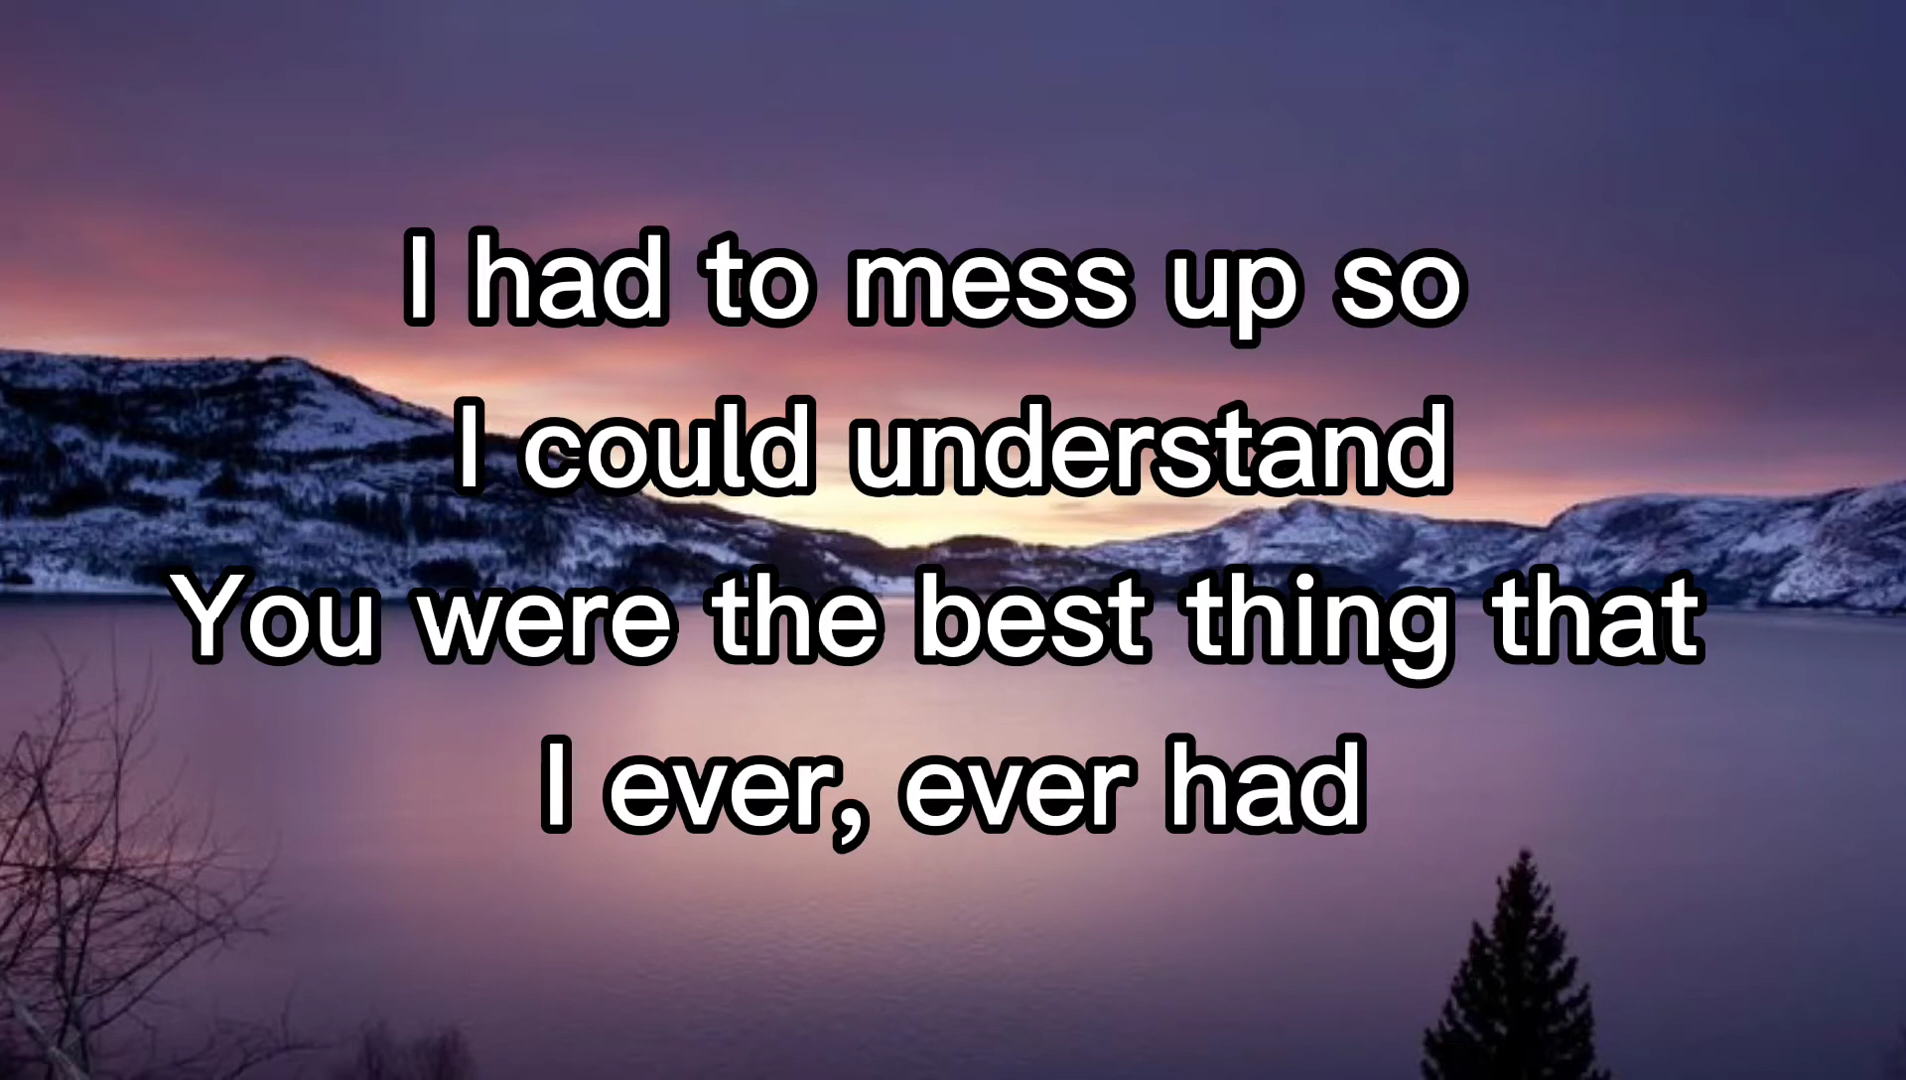 I had to mess up so
I could understand
You were the best thing that
I ever, ever had